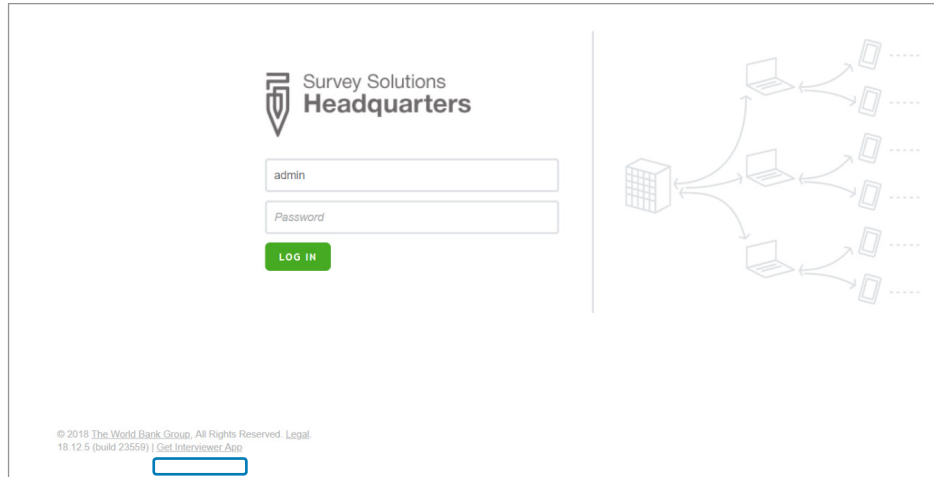 Survey Solutions
Headquarters
admin
Password
LOG IN
© 2018 The World Bank Group, All Rights Reserved. Legal.
18.12.5 (build 23559) | Get Interviewer App